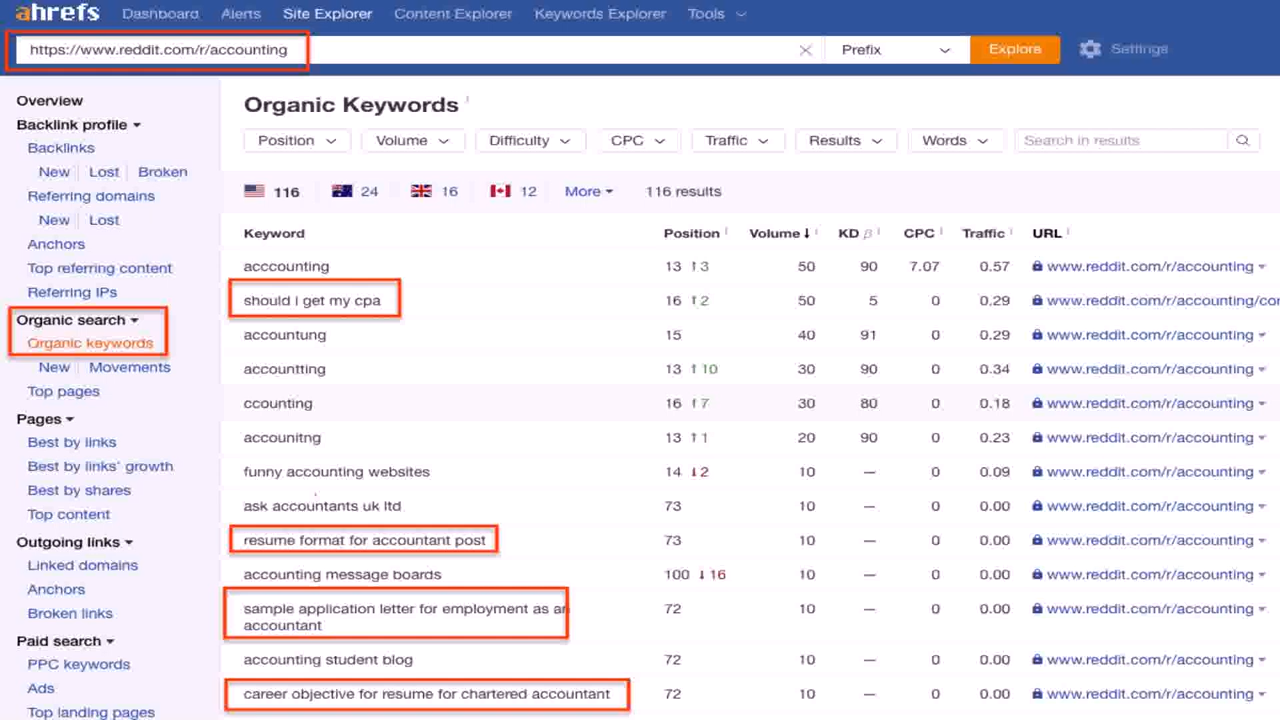 ahrefs Dashboard Alerts Site Explorer Content Explorer Keywords Explorer Tools
https://www.reddit.com/r/accounting Prefix Explore Settings
Overview
Backlink profile
Backlinks
New Lost Broken
Referring domains
New Lost
Anchors
Top referring content
Referring IPs
Organic search
Organic keywords
New Movements
Top pages
Pages
Best by links
Best by links' growth
Best by shares
Top content
Outgoing links
Linked domains
Anchors
Broken links
Paid search
PPC keywords
Ads
Top landing pages
Organic Keywords i
Position Volume Difficulty CPC Traffic Results Words Search in results
116 24 16 12 More 116 results
Keyword Position i Volume ↓ i KD β i CPC i Traffic i URL i
acccounting 13 ↑3 50 90 7.07 0.57 www.reddit.com/r/accounting
should i get my cpa 16 ↑2 50 5 0 0.29 www.reddit.com/r/accounting/cor
accountung 15 40 91 0 0.29 www.reddit.com/r/accounting
accountting 13 ↑10 30 90 0 0.34 www.reddit.com/r/accounting
ccounting 16 ↑7 30 80 0 0.18 www.reddit.com/r/accounting
accounitng 13 ↑1 20 90 0 0.23 www.reddit.com/r/accounting
funny accounting websites 14 ↓2 10 — 0 0.09 www.reddit.com/r/accounting
ask accountants uk ltd 73 10 — 0 0.00 www.reddit.com/r/accounting
resume format for accountant post 73 10 — 0 0.00 www.reddit.com/r/accounting
accounting message boards 100 ↓16 10 — 0 0.00 www.reddit.com/r/accounting
sample application letter for employment as an 72 10 — 0 0.00 www.reddit.com/r/accounting
accountant
accounting student blog 72 10 — 0 0.00 www.reddit.com/r/accounting
career objective for resume for chartered accountant 72 10 — 0 0.00 www.reddit.com/r/accounting